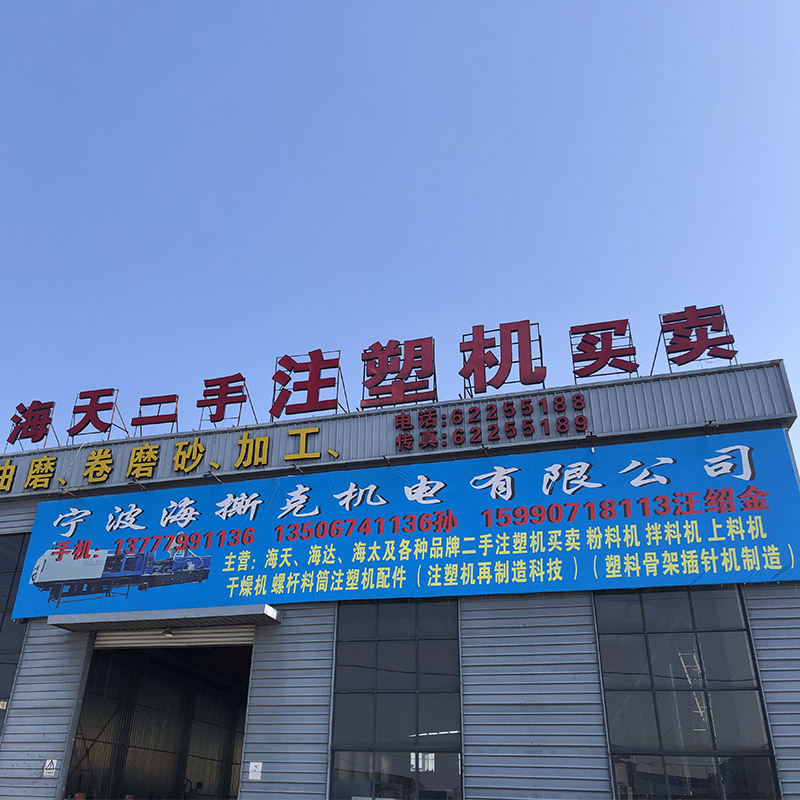 海天二手注塑机买卖
油磨、卷磨砂、加工、
电话:62255188
传真:62255189
宁波海撕克机电有限公司
手机：13777991136 13506741136孙 15990718113汪绍金
主营：海天、海达、海太及各种品牌二手注塑机买卖 粉料机 拌料机 上料机
干燥机 螺杆料筒注塑机配件（注塑机再制造科技）（塑料骨架插针机制造）